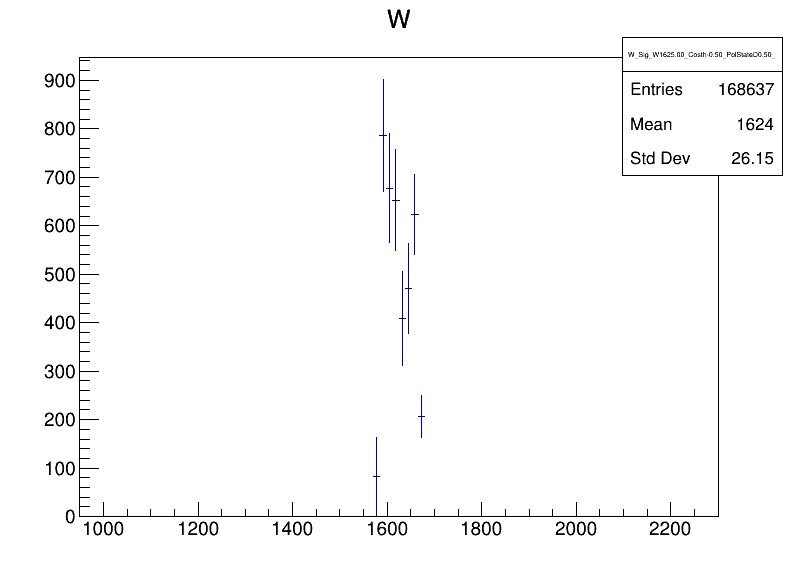 W
W_Sig_W1625.00_Costh-0.50_PolStateD0.50_
Entries 168637
Mean 1624
Std Dev 26.15
900
800
700
600
500
400
300
200
100
0
1000 1200 1400 1600 1800 2000 2200